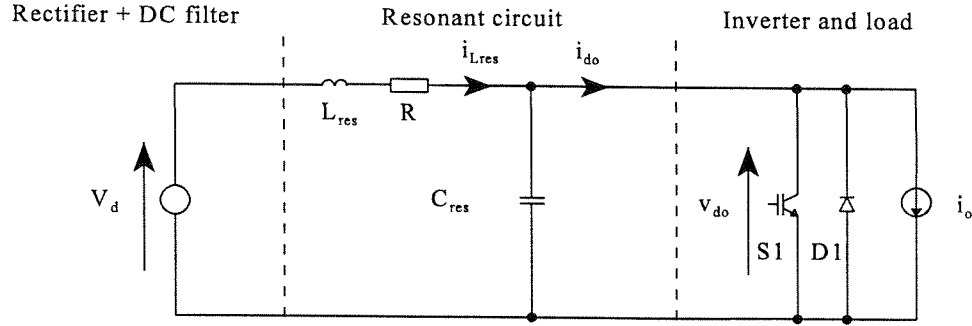 Rectifier + DC filter
Resonant circuit
Inverter and load
i_Lres
i_do
L_res
R
V_d
C_res
v_do
S1
D1
i_o